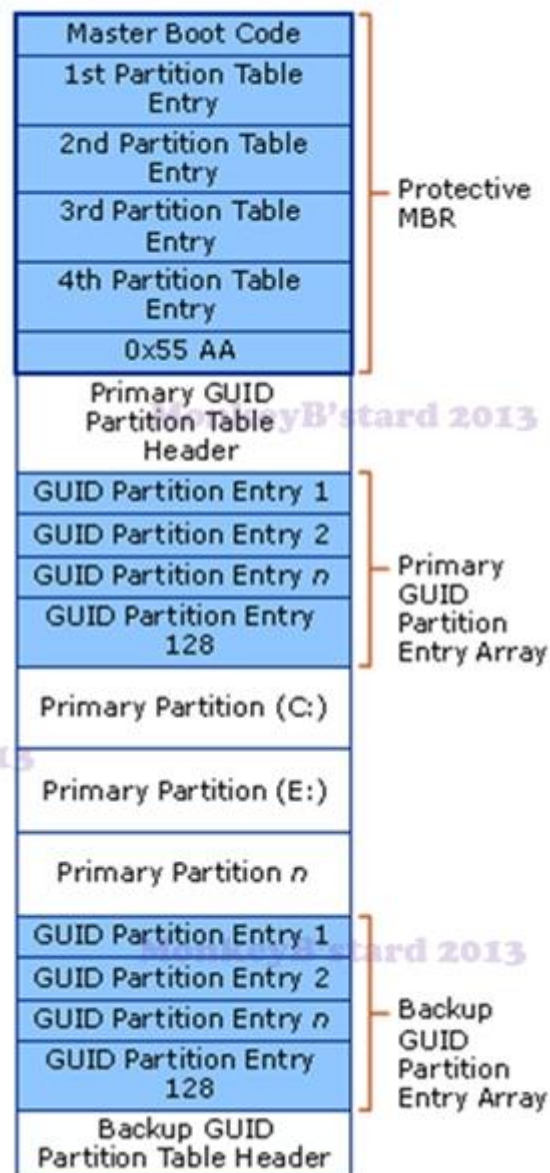 Master Boot Code
1st Partition Table
Entry
2nd Partition Table
Entry
3rd Partition Table
Entry
4th Partition Table
Entry
0x55 AA
Protective
MBR
Primary GUID
Partition Table
Header
MonkeyB'stard 2013
GUID Partition Entry 1
GUID Partition Entry 2
GUID Partition Entry n
GUID Partition Entry
128
Primary
GUID
Partition
Entry Array
Primary Partition (C:)
13
Primary Partition (E:)
Primary Partition n
GUID Partition Entry 1
MonkeyB'stard 2013
GUID Partition Entry 2
GUID Partition Entry n
GUID Partition Entry
128
Backup
GUID
Partition
Entry Array
Backup GUID
Partition Table Header